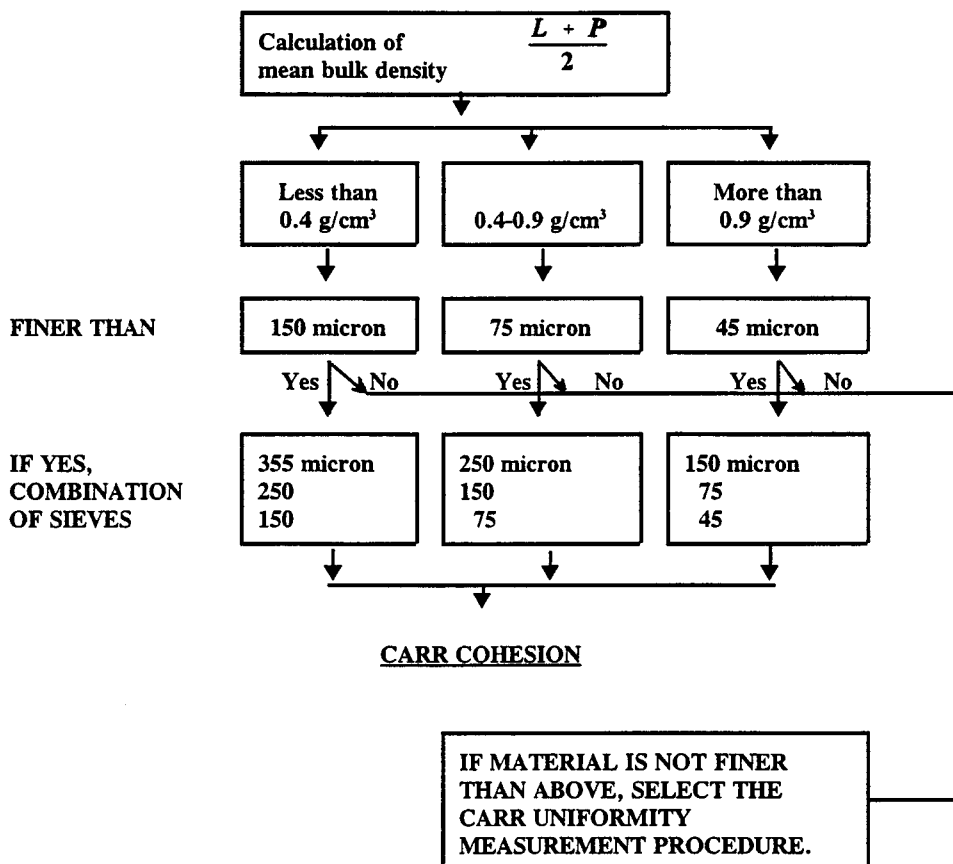 Calculation of
mean bulk density
L + P
2
Less than
0.4 g/cm³
0.4-0.9 g/cm³
More than
0.9 g/cm³
FINER THAN
150 micron
75 micron
45 micron
Yes No
Yes No
Yes No
IF YES,
COMBINATION
OF SIEVES
355 micron
250
150
250 micron
150
75
150 micron
75
45
CARR COHESION
IF MATERIAL IS NOT FINER
THAN ABOVE, SELECT THE
CARR UNIFORMITY
MEASUREMENT PROCEDURE.